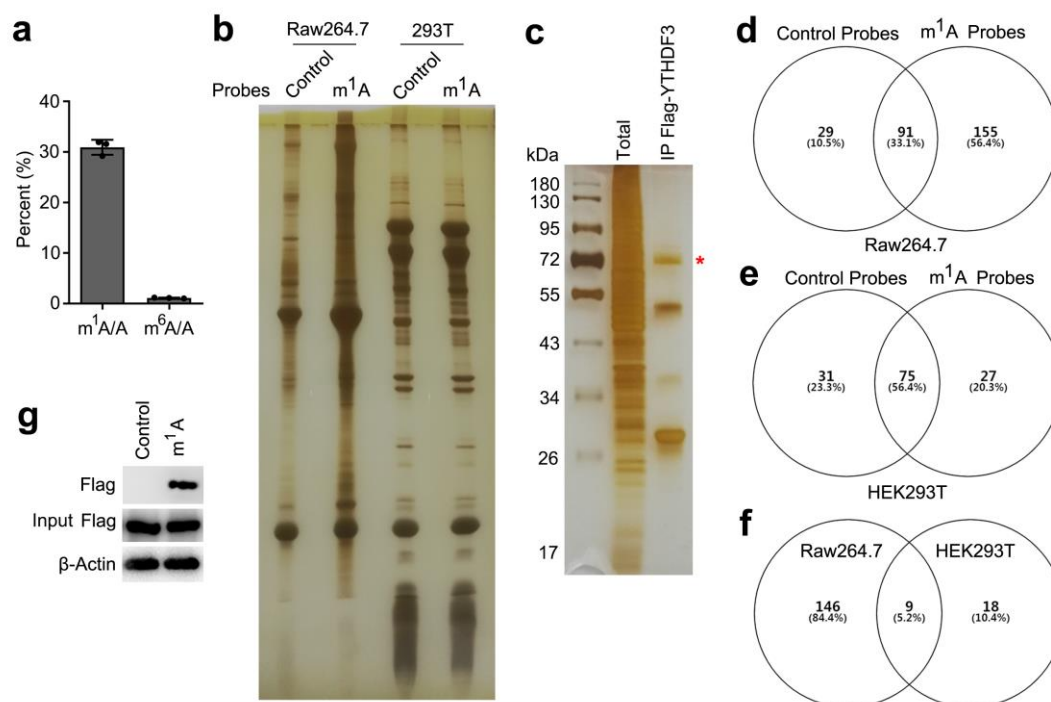 a
40
30
20
10
0
Percent (%)
m¹A/A
m⁶A/A
b
Raw264.7
293T
Probes
Control
m¹A
Control
m¹A
c
Total
IP Flag-YTHDF3
kDa
180
130
95
72
*
55
43
34
26
17
d
Control Probes
m¹A Probes
29
(10.5%)
91
(33.1%)
155
(56.4%)
Raw264.7
e
Control Probes
m¹A Probes
31
(23.3%)
75
(56.4%)
27
(20.3%)
HEK293T
f
Raw264.7
HEK293T
146
(84.4%)
9
(5.2%)
18
(10.4%)
g
Control
m¹A
Flag
Input Flag
β-Actin